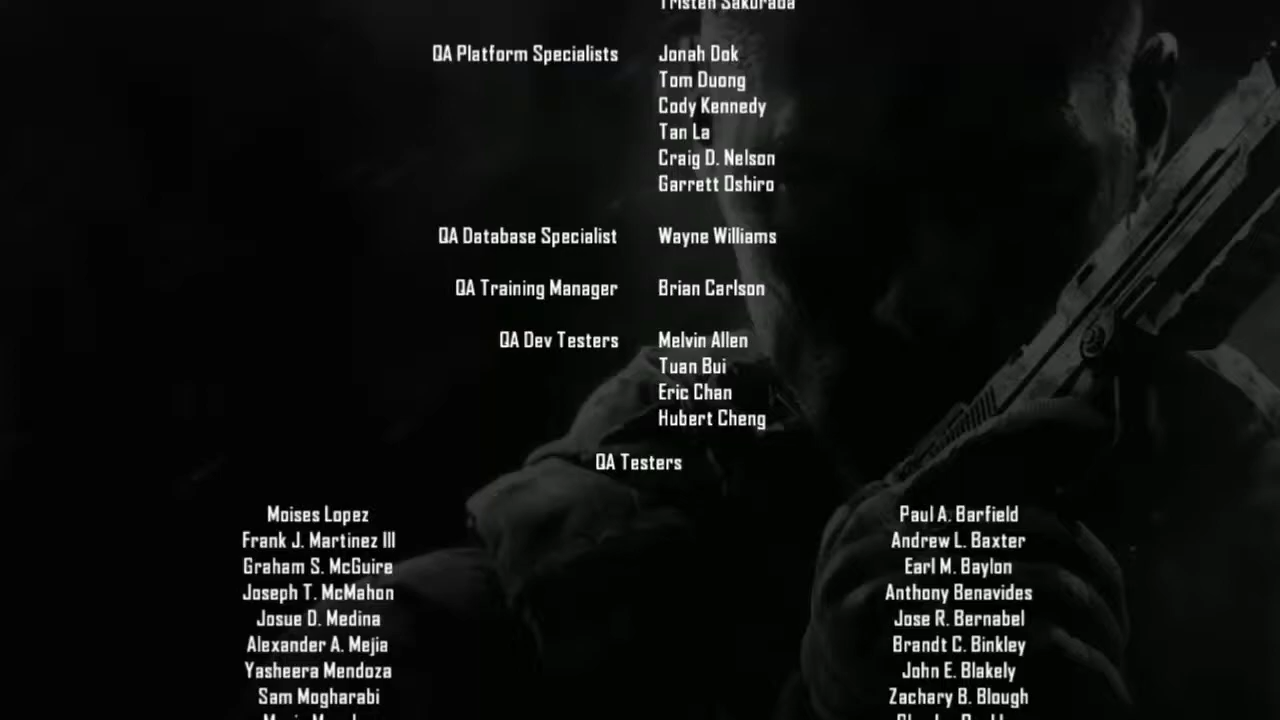 Tristen Sakurada
QA Platform Specialists Jonah Dok
Tom Duong
Cody Kennedy
Tan La
Craig D. Nelson
Garrett Oshiro
QA Database Specialist Wayne Williams
QA Training Manager Brian Carlson
QA Dev Testers Melvin Allen
Tuan Bui
Eric Chan
Hubert Cheng
QA Testers
Moises Lopez Paul A. Barfield
Frank J. Martinez III Andrew L. Baxter
Graham S. McGuire Earl M. Baylon
Joseph T. McMahon Anthony Benavides
Josue D. Medina Jose R. Bernabel
Alexander A. Mejia Brandt C. Binkley
Yasheera Mendoza John E. Blakely
Sam Mogharabi Zachary B. Blough